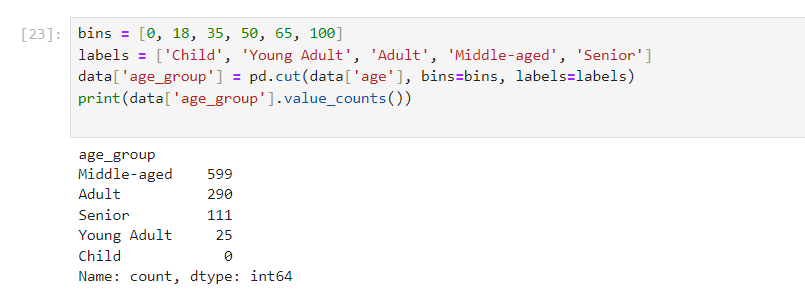 [23]:
bins = [0, 18, 35, 50, 65, 100]
labels = ['Child', 'Young Adult', 'Adult', 'Middle-aged', 'Senior']
data['age_group'] = pd.cut(data['age'], bins=bins, labels=labels)
print(data['age_group'].value_counts())
age_group
Middle-aged    599
Adult          290
Senior         111
Young Adult     25
Child            0
Name: count, dtype: int64